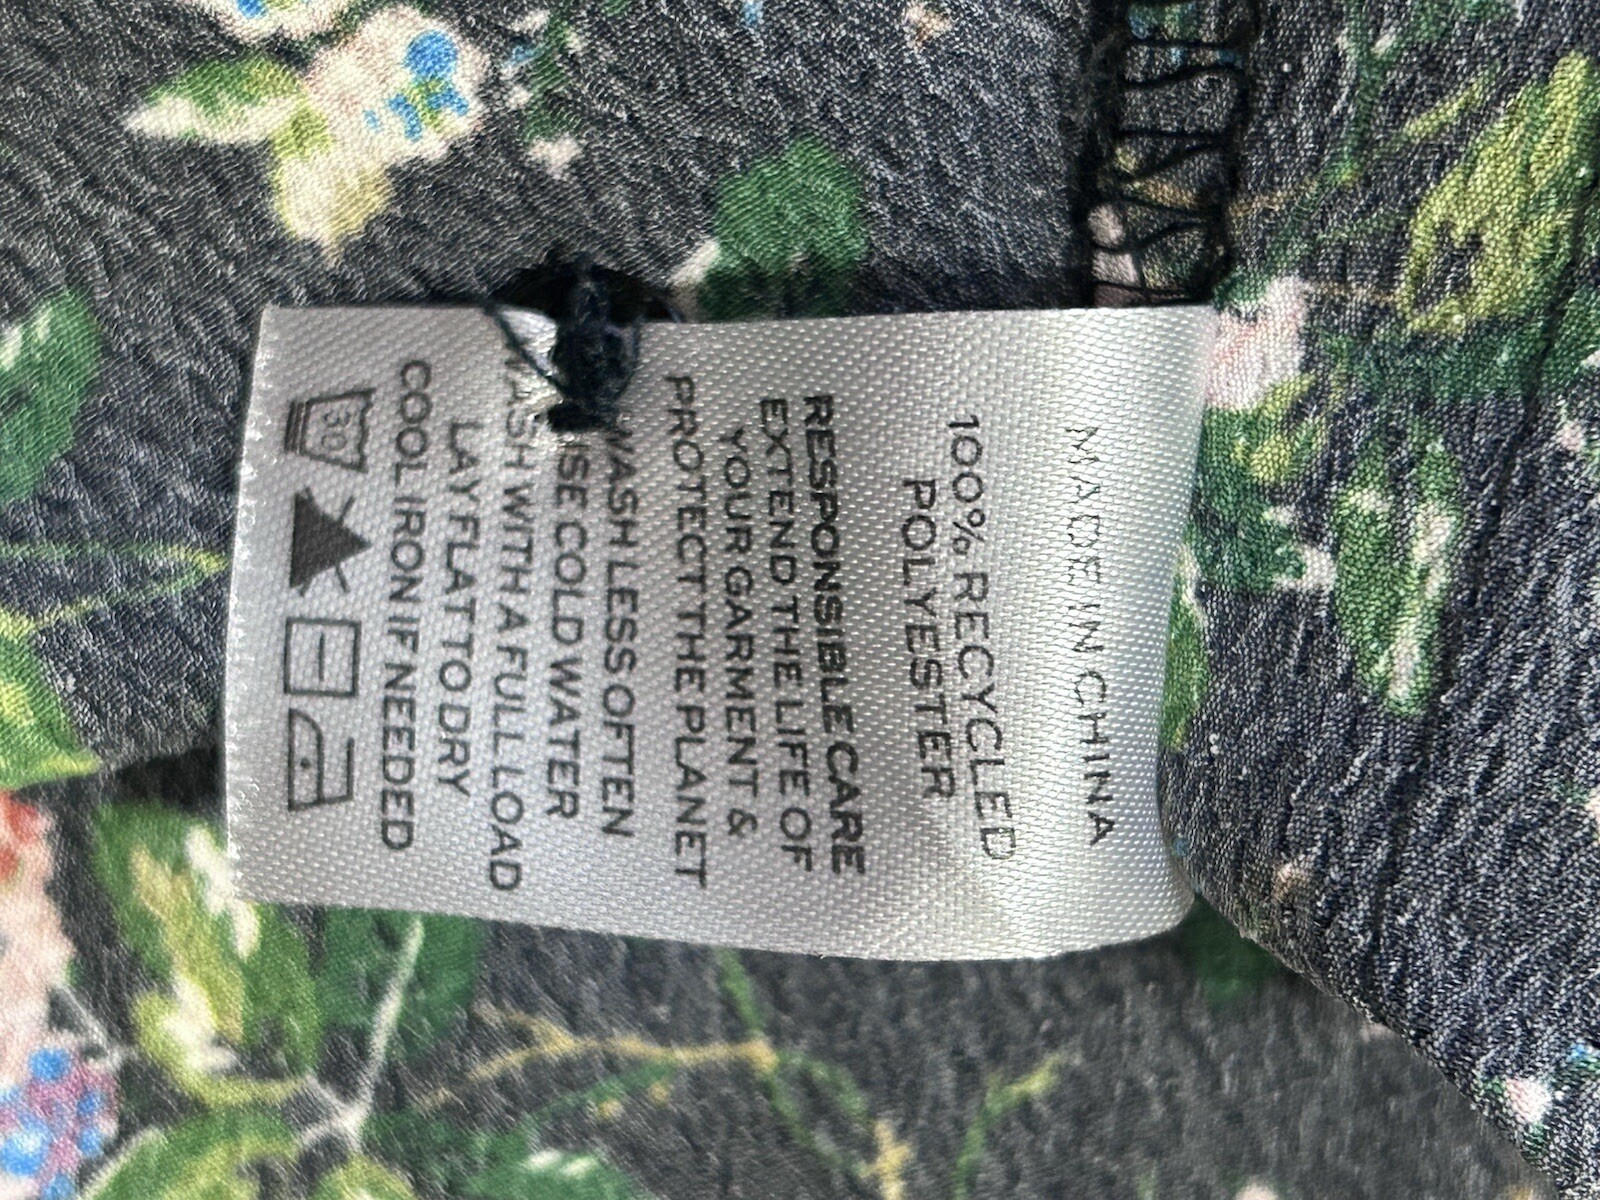 MADE IN CHINA
100% RECYCLED
POLYESTER
RESPONSIBLE CARE
EXTEND THE LIFE OF
YOUR GARMENT &
PROTECT THE PLANET
WASH LESS OFTEN
USE COLD WATER
WASH WITH A FULL LOAD
LAY FLAT TO DRY
COOL IRON IF NEEDED
30